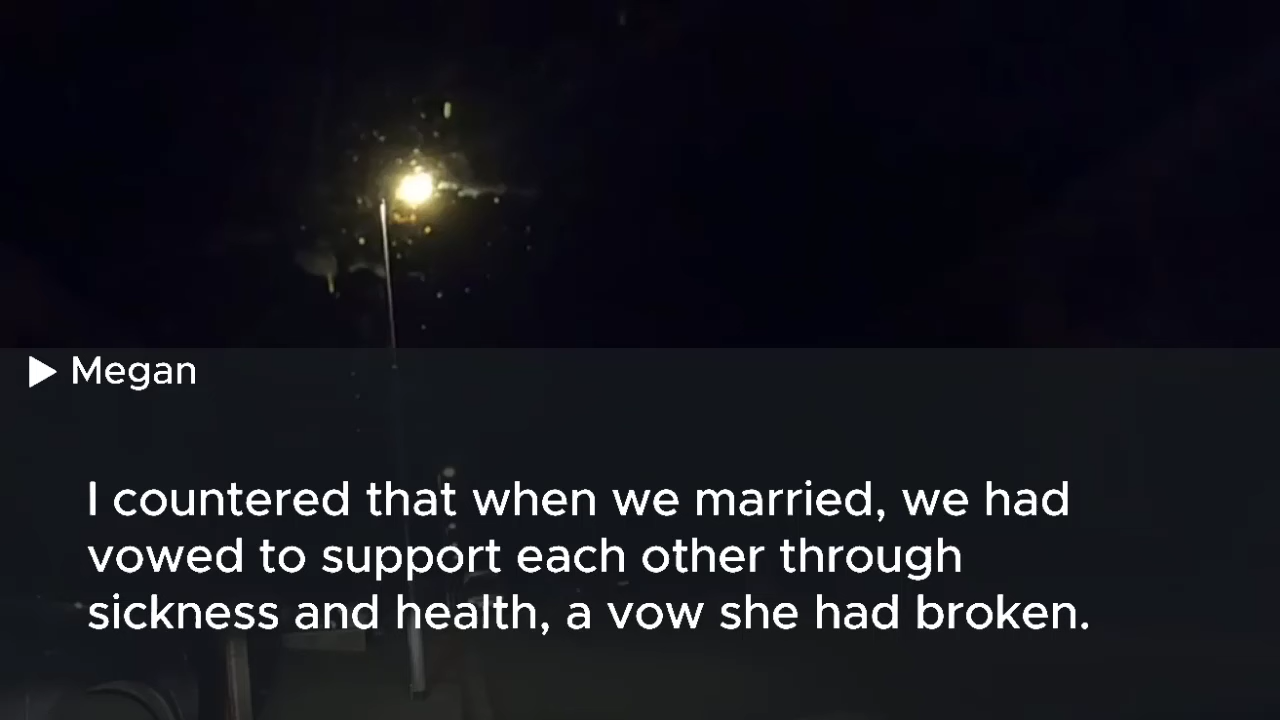 Megan
I countered that when we married, we had
vowed to support each other through
sickness and health, a vow she had broken.